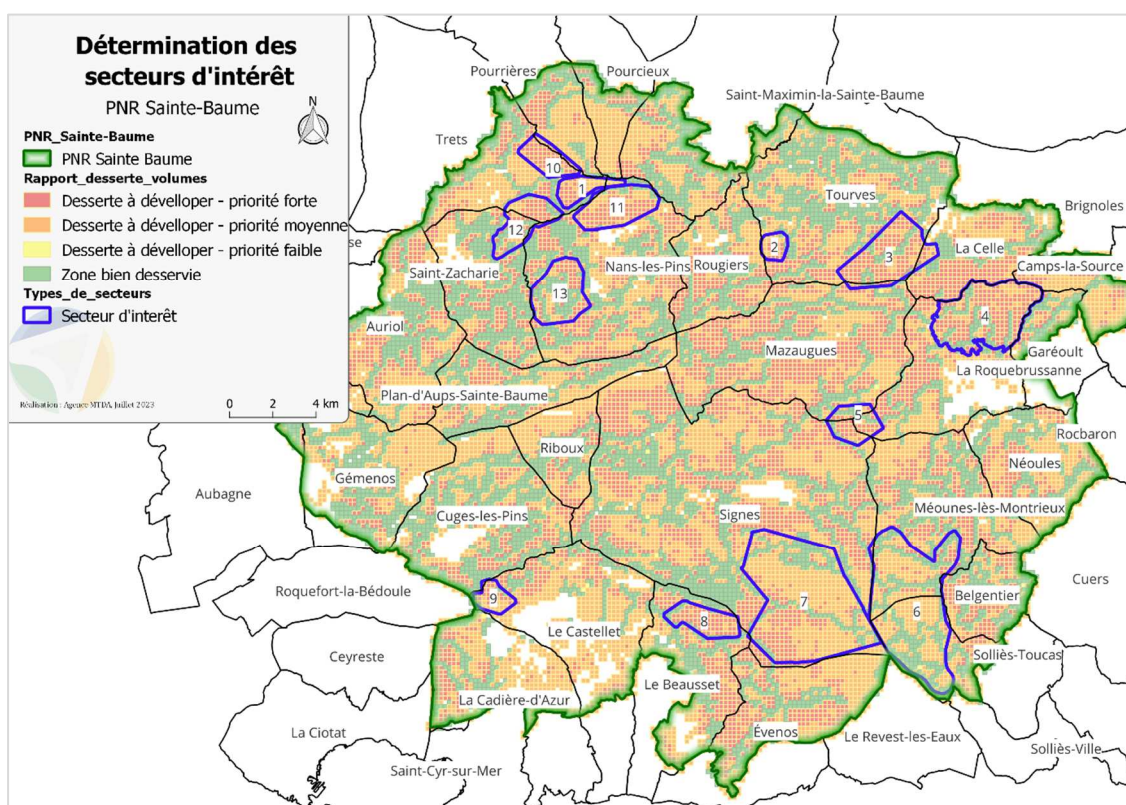 Détermination des
secteurs d'intérêt
PNR Sainte-Baume
N
PNR_Sainte-Baume
PNR Sainte Baume
Rapport_desserte_volumes
Desserte à dévelloper - priorité forte
Desserte à dévelloper - priorité moyenne
Desserte à dévelloper - priorité faible
Zone bien desservie
Types_de_secteurs
Secteur d'interêt
Réalisation : Agence MTDA, Juillet 2023
0 2 4 km
Pourrières
Pourcieux
Saint-Maximin-la-Sainte-Baume
Trets
10
1
11
12
Tourves
Brignoles
2
3
La Celle
se
Saint-Zacharie
Nans-les-Pins
Rougiers
Camps-la-Source
13
4
Auriol
Mazaugues
Garéoult
La Roquebrussanne
Plan-d'Aups-Sainte-Baume
5
Rocbaron
Riboux
Néoules
Gémenos
Aubagne
Signes
Méounes-lès-Montrieux
Cuges-les-Pins
Cuers
Roquefort-la-Bédoule
9
7
Belgentier
6
8
Le Castellet
Ceyreste
Solliès-Toucas
Le Beausset
La Cadière-d'Azur
La Ciotat
Évenos
Le Revest-les-Eaux
Solliès-Ville
Saint-Cyr-sur-Mer